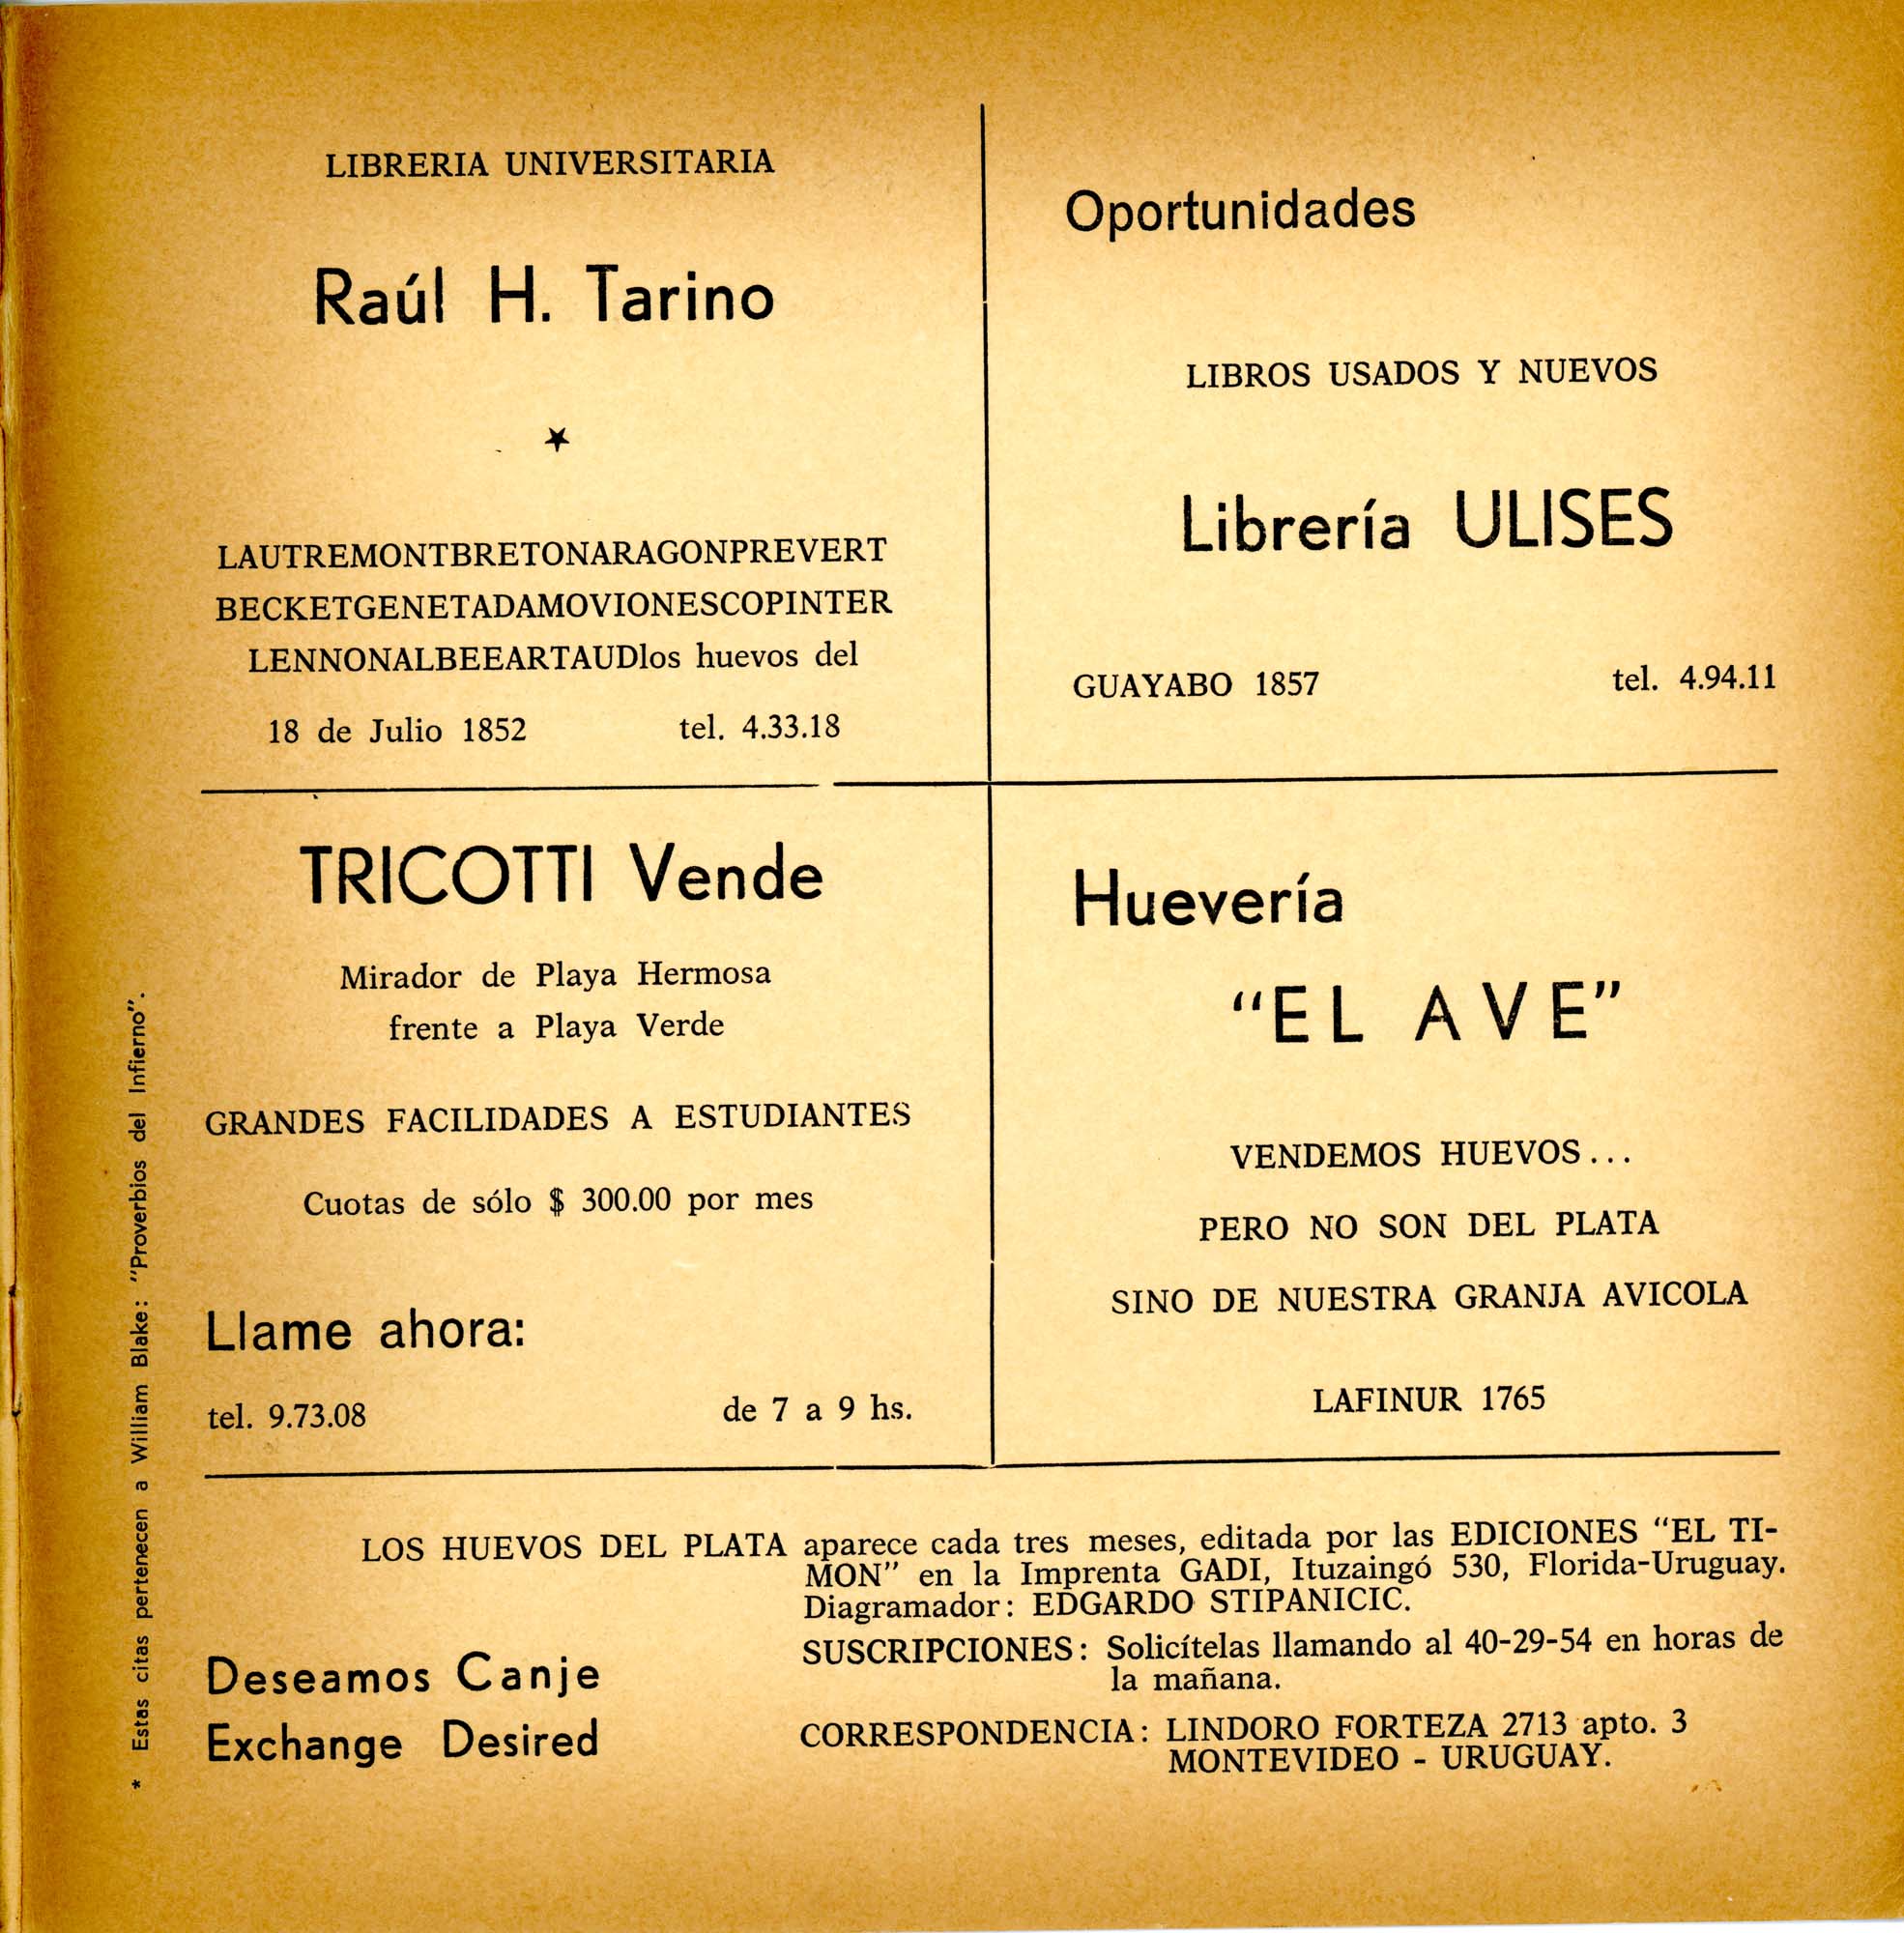 LIBRERIA UNIVERSITARIA
Raúl H. Tarino
★
LAUTREMONTBRETONARAGONPREVERT
BECKETGENETADAMOVIONESCOPINTER
LENNONALBEEARTAUDlos huevos del
18 de Julio 1852 tel. 4.33.18
Oportunidades
LIBROS USADOS Y NUEVOS
Librería ULISES
GUAYABO 1857 tel. 4.94.11
TRICOTTI Vende
Mirador de Playa Hermosa
frente a Playa Verde
GRANDES FACILIDADES A ESTUDIANTES
Cuotas de sólo $ 300.00 por mes
Llame ahora:
tel. 9.73.08 de 7 a 9 hs.
Huevería
"EL AVE"
VENDEMOS HUEVOS...
PERO NO SON DEL PLATA
SINO DE NUESTRA GRANJA AVICOLA
LAFINUR 1765
LOS HUEVOS DEL PLATA aparece cada tres meses, editada por las EDICIONES "EL TI-
MON" en la Imprenta GADI, Ituzaingó 530, Florida-Uruguay.
Diagramador: EDGARDO STIPANICIC.
SUSCRIPCIONES: Solicítelas llamando al 40-29-54 en horas de
la mañana.
CORRESPONDENCIA: LINDORO FORTEZA 2713 apto. 3
MONTEVIDEO - URUGUAY.
Deseamos Canje
Exchange Desired
* Estas citas pertenecen a William Blake: "Proverbios del Infierno".